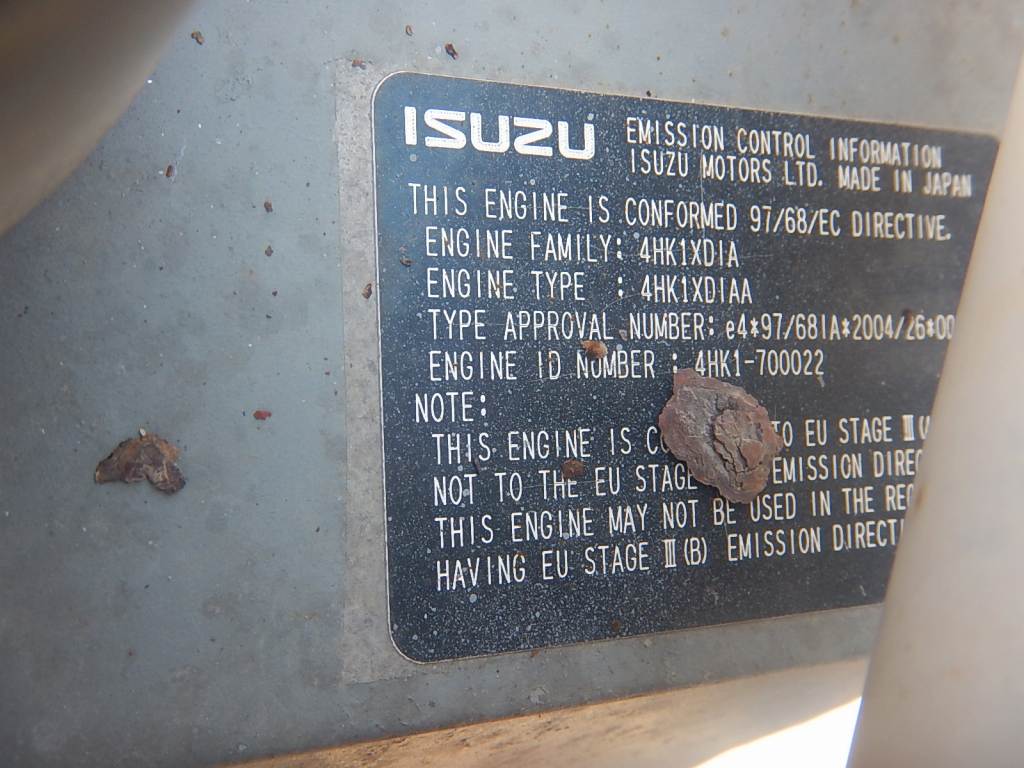 ISUZU
EMISSION CONTROL INFORMATION
ISUZU MOTORS LTD. MADE IN JAPAN
THIS ENGINE IS CONFORMED 97/68/EC DIRECTIVE.
ENGINE FAMILY: 4HK1XDIA
ENGINE TYPE : 4HK1XDIAA
TYPE APPROVAL NUMBER: e4*97/68IA*2004/26*00
ENGINE ID NUMBER : 4HK1-700022
NOTE:
THIS ENGINE IS TO EU STAGE III
NOT TO THE EU STAGE EMISSION
THIS ENGINE MAY NOT BE USED IN THE
HAVING EU STAGE III(B) EMISSION